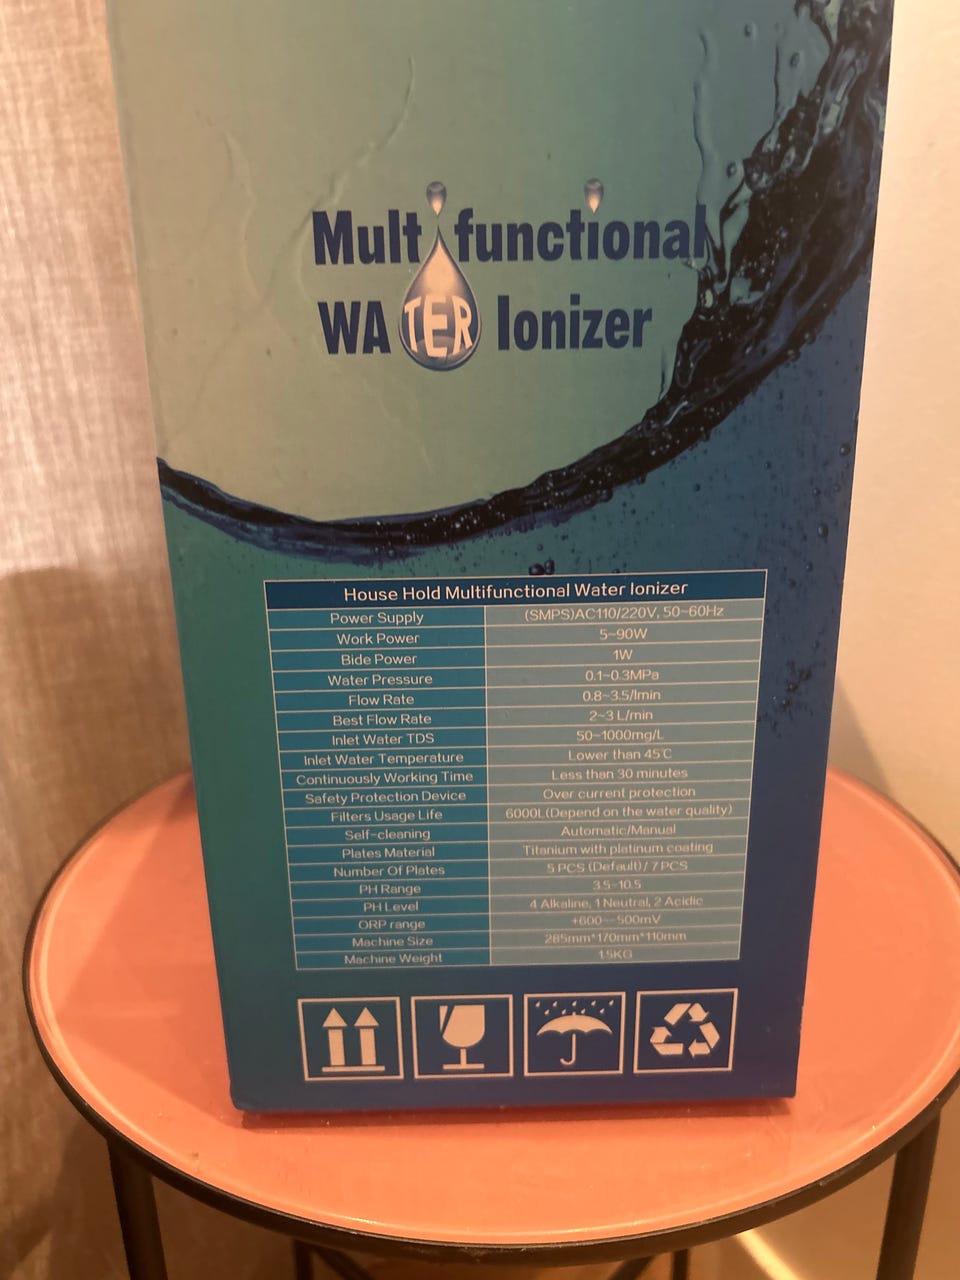 Multifunctional
WATER Ionizer
House Hold Multifunctional Water Ionizer
Power Supply (SMPS)AC110/220V, 50~60Hz
Work Power 5~90W
Bide Power 1W
Water Pressure 0.1~0.3MPa
Flow Rate 0.8~3.5/lmin
Best Flow Rate 2~3 L/min
Inlet Water TDS 50~1000mg/L
Inlet Water Temperature Lower than 45℃
Continuously Working Time Less than 30 minutes
Safety Protection Device Over current protection
Filters Usage Life 6000L(Depend on the water quality)
Self-cleaning Automatic/Manual
Plates Material Titanium with platinum coating
Number Of Plates 5 PCS (Default) / 7 PCS
PH Range 3.5~10.5
PH Level 4 Alkaline, 1 Neutral, 2 Acidic
ORP range +600~-500mV
Machine Size 285mm*170mm*110mm
Machine Weight 1.5KG